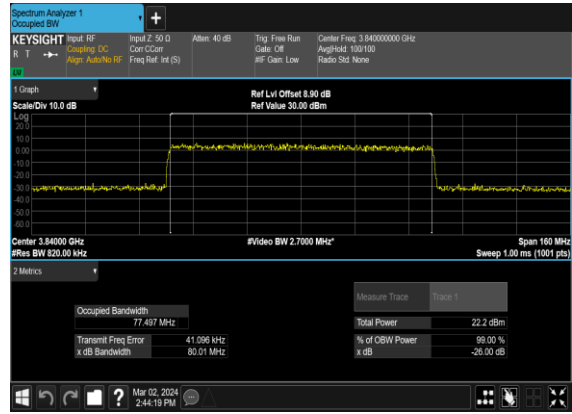 Spectrum Analyzer 1
Occupied BW
+
KEYSIGHT
R T
LW
Input: RF
Coupling: DC
Align: Auto/No RF
Input Z: 50 Ω
Corr CCorr
Freq Ref: Int (S)
Atten: 40 dB
Trig: Free Run
Gate: Off
#IF Gain: Low
Center Freq: 3.840000000 GHz
Avg|Hold: 100/100
Radio Std: None
1 Graph
Scale/Div 10.0 dB
Ref Lvl Offset 8.90 dB
Ref Value 30.00 dBm
Log
20.0
10.0
0.00
-10.0
-20.0
-30.0
-40.0
-50.0
-60.0
Center 3.84000 GHz
#Res BW 820.00 kHz
#Video BW 2.7000 MHz*
Span 160 MHz
Sweep 1.00 ms (1001 pts)
2 Metrics
Measure Trace
Trace 1
Occupied Bandwidth
77.497 MHz
Transmit Freq Error 41.096 kHz
x dB Bandwidth 80.01 MHz
Total Power 22.2 dBm
% of OBW Power 99.00 %
x dB -26.00 dB
?
Mar 02, 2024
2:44:19 PM